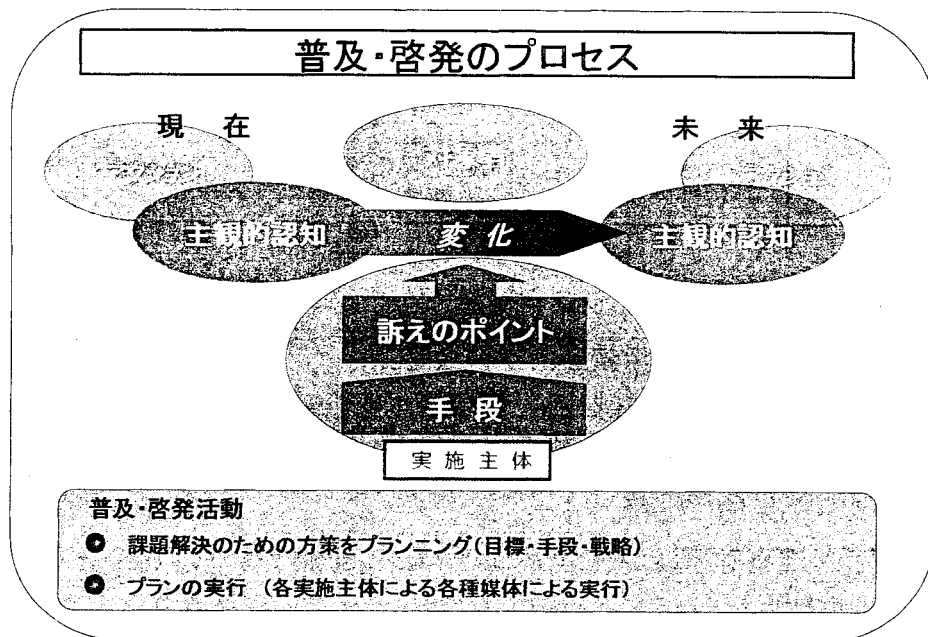 普及・啓発のプロセス
現 在
未 来
主観的認知
変 化
主観的認知
訴えのポイント
手 段
実 施 主 体
普及・啓発活動
課題解決のための方策をプランニング（目標・手段・戦略）
プランの実行 （各実施主体による各種媒体による実行）